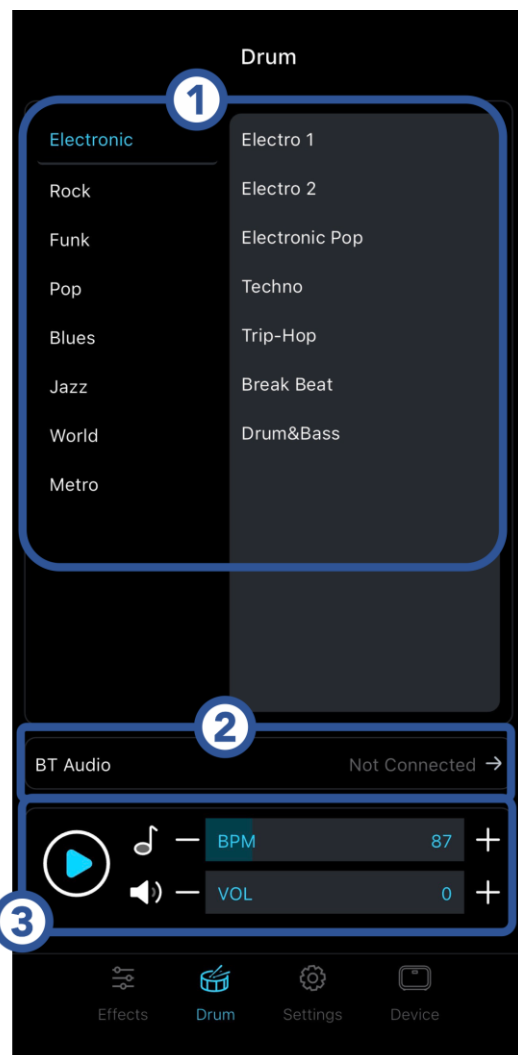 Drum
1
Electronic
Rock
Funk
Pop
Blues
Jazz
World
Metro
Electro 1
Electro 2
Electronic Pop
Techno
Trip-Hop
Break Beat
Drum&Bass
2
BT Audio Not Connected →
3
BPM 87
VOL 0
Effects Drum Settings Device